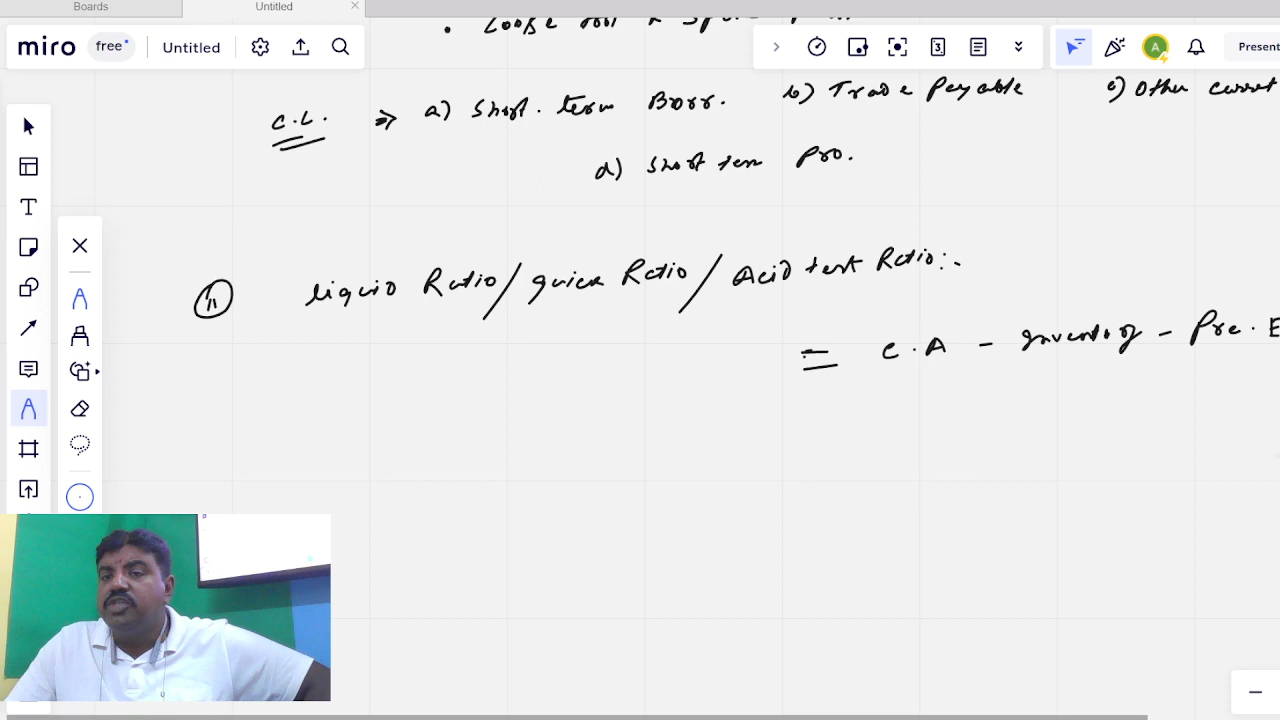 Boards Untitled
miro free Untitled 3 A Present
C.L. ⇒ a) Short. term Borr. b) Trade Payable c) Other curret
d) Short term Pro.
(ii) liquid Ratio/quick Ratio/Acid test Ratio:-
= C.A - Inventory - Pre. E